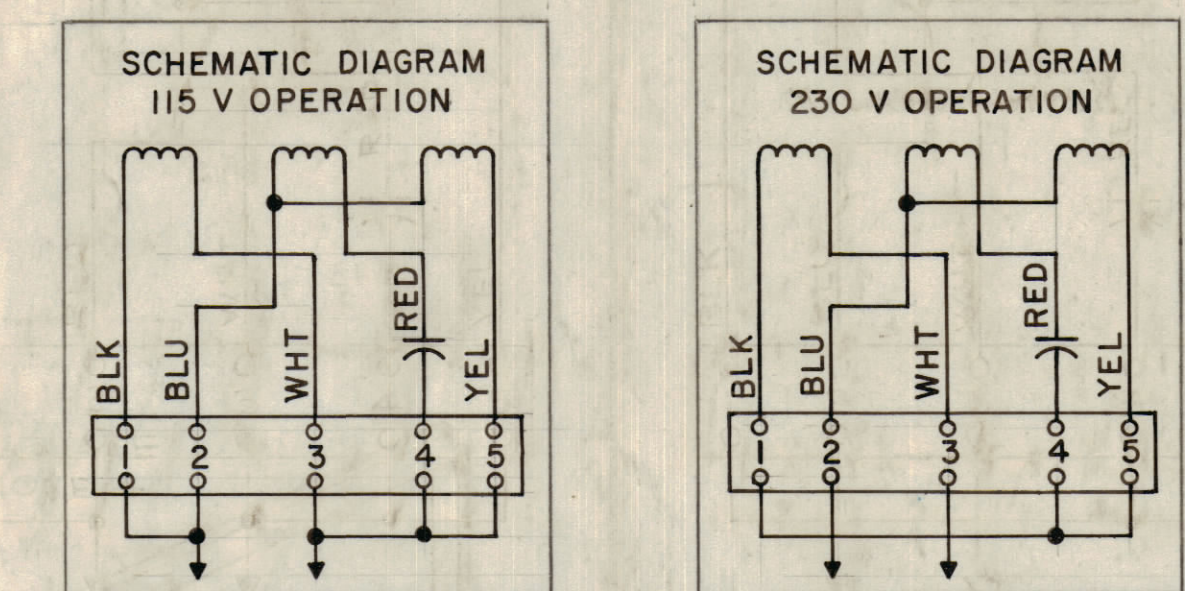 SCHEMATIC DIAGRAM
115 V OPERATION
BLK
BLU
WHT
RED
YEL
1 2 3 4 5
SCHEMATIC DIAGRAM
230 V OPERATION
BLK
BLU
WHT
RED
YEL
1 2 3 4 5